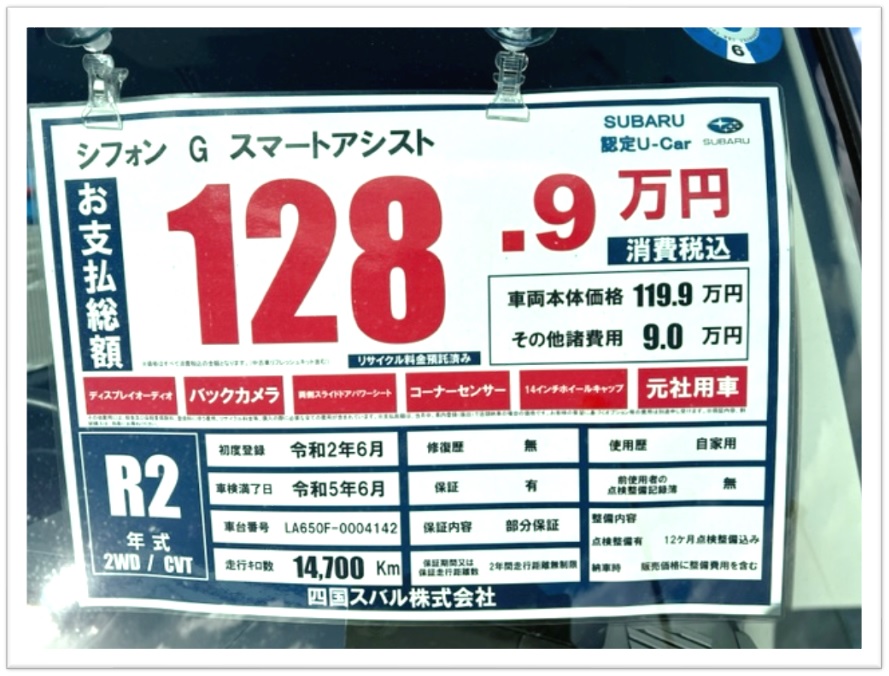 6
シフォン G スマートアシスト
SUBARU
認定U-Car
SUBARU
お支払総額
128.9万円
消費税込
車両本体価格 119.9 万円
その他諸費用 9.0 万円
リサイクル料金預託済み
ディスプレイオーディオ
バックカメラ
両側スライドドアパワーシート
コーナーセンサー
14インチホイールキャップ
元社用車
R2
年式
2WD / CVT
初度登録 令和2年6月
車検満了日 令和5年6月
車台番号 LA650F-0004142
走行キロ数 14,700 Km
修復歴 無
保証 有
保証内容 部分保証
保証期間又は
保証走行距離数 2年間走行距離無制限
使用歴 自家用
前使用者の
点検整備記録簿 無
整備内容
点検整備有 12ケ月点検整備込み
納車時 販売価格に整備費用を含む
四国スバル株式会社